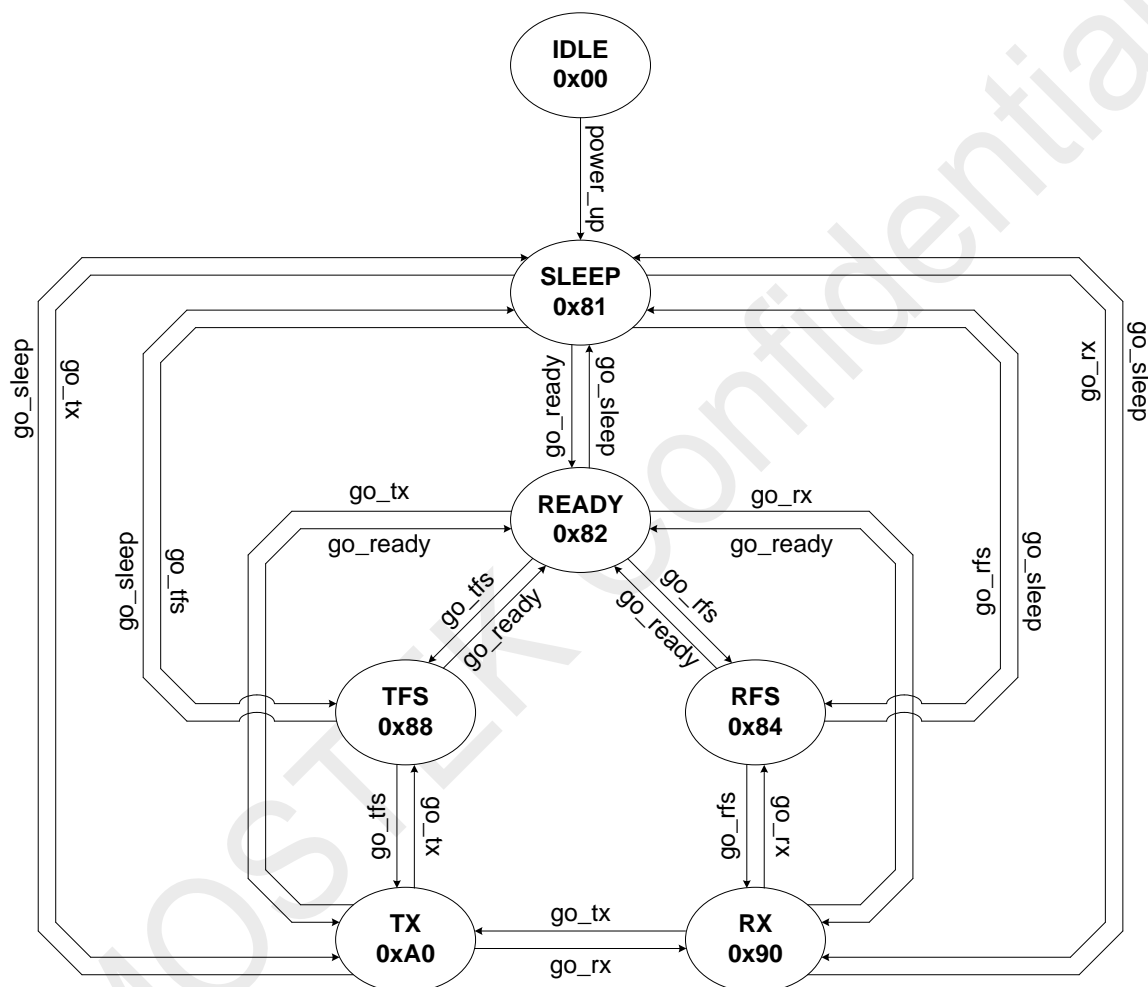 IDLE
0x00
power_up
SLEEP
0x81
go_sleep
go_tx
go_rx
go_sleep
go_ready
go_sleep
go_tx
READY
0x82
go_rx
go_ready
go_ready
go_sleep
go_tfs
go_tfs
go_ready
go_rfs
go_ready
go_rfs
go_sleep
TFS
0x88
RFS
0x84
go_tfs
go_tx
go_rfs
go_rx
TX
0xA0
go_tx
go_rx
RX
0x90
MOSTEK Confidential